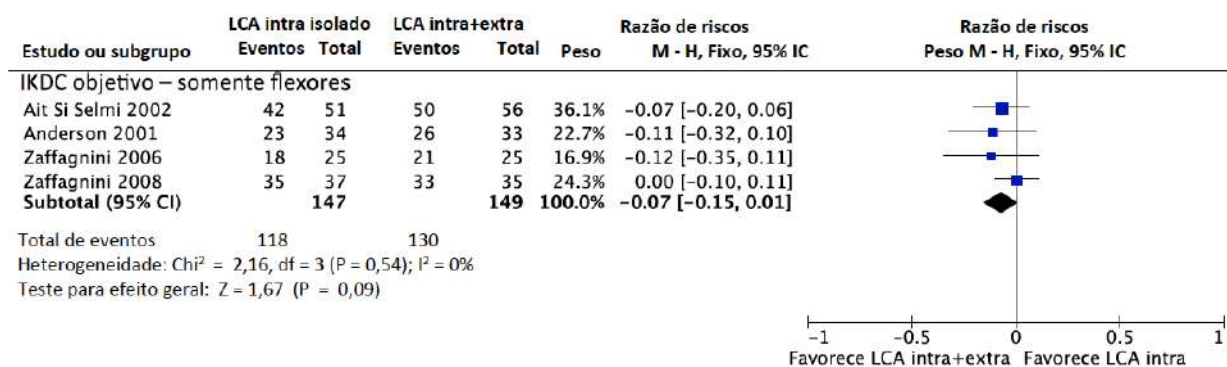 LCA intra isolado LCA intra+extra Razão de riscos Razão de riscos
Estudo ou subgrupo Eventos Total Eventos Total Peso M - H, Fixo, 95% IC Peso M - H, Fixo, 95% IC
IKDC objetivo – somente flexores
Ait Si Selmi 2002 42 51 50 56 36.1% -0.07 [-0.20, 0.06]
Anderson 2001 23 34 26 33 22.7% -0.11 [-0.32, 0.10]
Zaffagnini 2006 18 25 21 25 16.9% -0.12 [-0.35, 0.11]
Zaffagnini 2008 35 37 33 35 24.3% 0.00 [-0.10, 0.11]
Subtotal (95% CI) 147 149 100.0% -0.07 [-0.15, 0.01]
Total de eventos 118 130
Heterogeneidade: Chi² = 2,16, df = 3 (P = 0,54); I² = 0%
Teste para efeito geral: Z = 1,67 (P = 0,09)
-1 -0.5 0 0.5 1
Favorece LCA intra+extra Favorece LCA intra